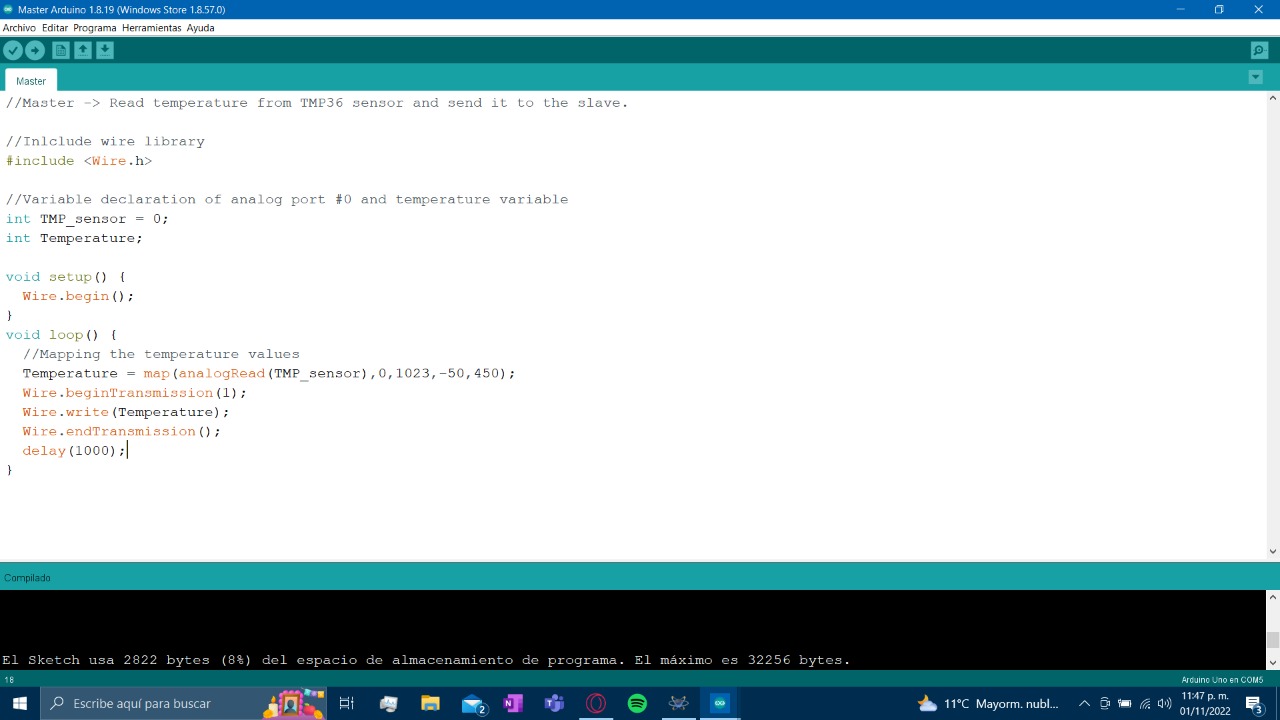 Master Arduino 1.8.19 (Windows Store 1.8.57.0)
Archivo Editar Programa Herramientas Ayuda
Master
//Master -> Read temperature from TMP36 sensor and send it to the slave.
//Inlclude wire library
#include <Wire.h>
//Variable declaration of analog port #0 and temperature variable
int TMP_sensor = 0;
int Temperature;
void setup() {
Wire.begin();
}
void loop() {
//Mapping the temperature values
Temperature = map(analogRead(TMP_sensor),0,1023,-50,450);
Wire.beginTransmission(1);
Wire.write(Temperature);
Wire.endTransmission();
delay(1000);
}
Compilado
El Sketch usa 2822 bytes (8%) del espacio de almacenamiento de programa. El máximo es 32256 bytes.
18
Arduino Uno en COM5
Escribe aquí para buscar
2
11°C Mayorm. nubl...
11:47 p. m.
01/11/2022
3